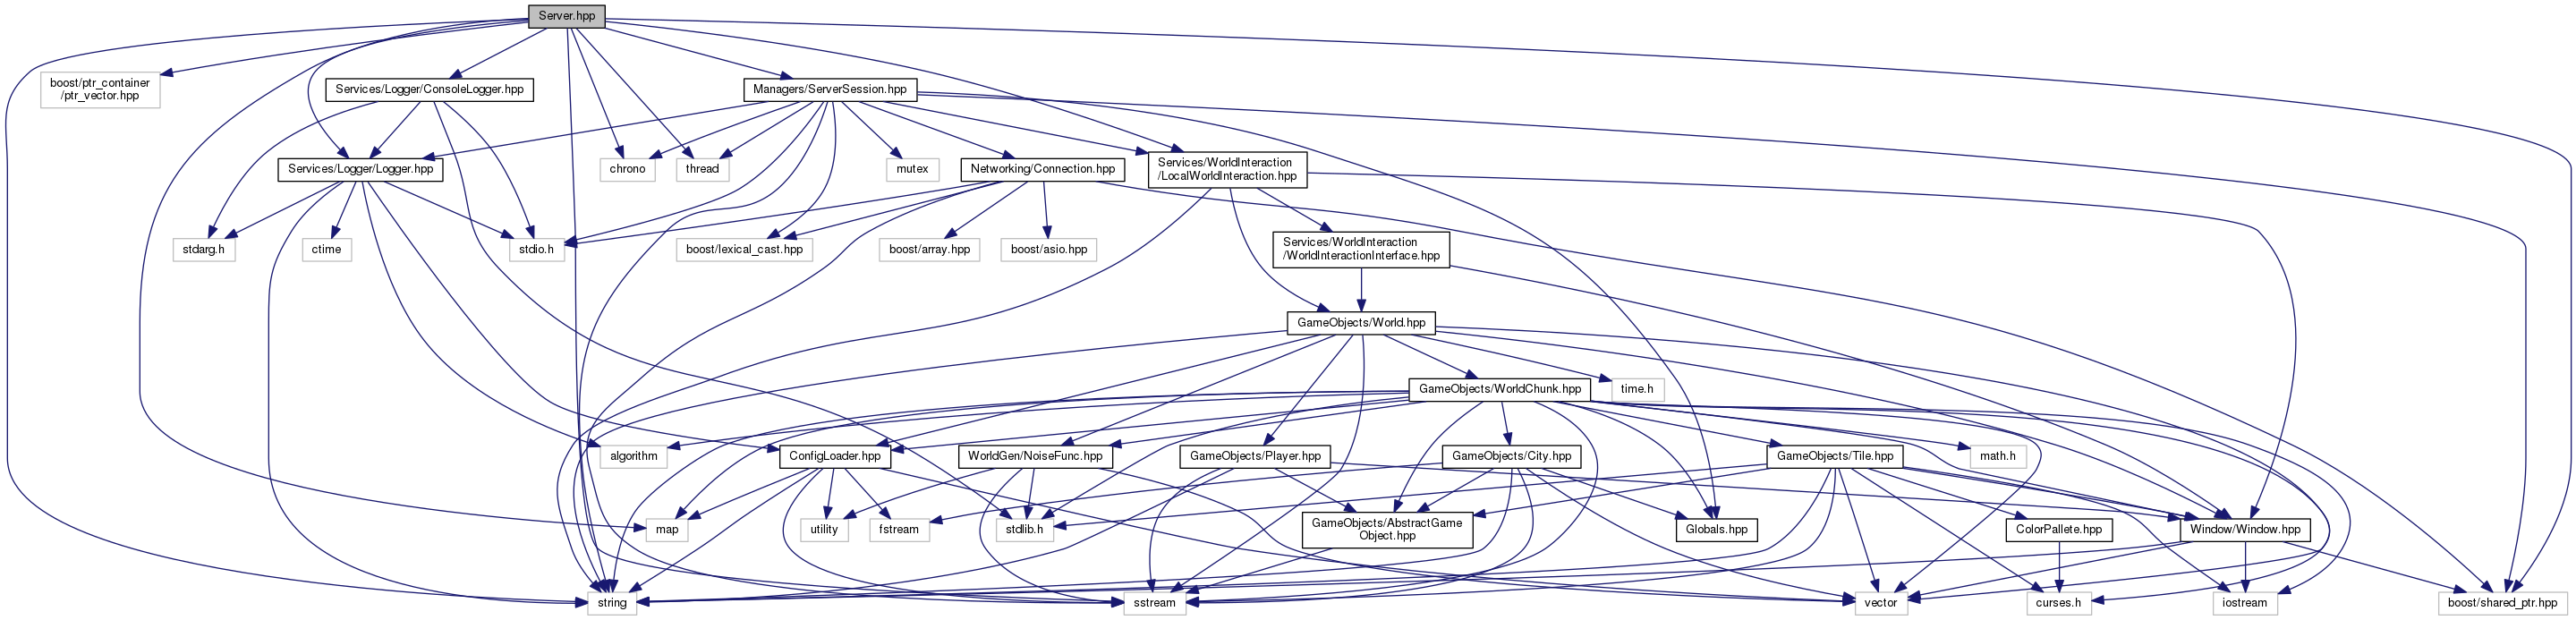 Server.hpp
boost/ptr_container
/ptr_vector.hpp
Services/Logger/ConsoleLogger.hpp
Managers/ServerSession.hpp
Services/Logger/Logger.hpp
chrono
thread
mutex
Networking/Connection.hpp
Services/WorldInteraction
/LocalWorldInteraction.hpp
stdarg.h
ctime
stdio.h
boost/lexical_cast.hpp
boost/array.hpp
boost/asio.hpp
Services/WorldInteraction
/WorldInteractionInterface.hpp
GameObjects/World.hpp
GameObjects/WorldChunk.hpp
time.h
algorithm
ConfigLoader.hpp
WorldGen/NoiseFunc.hpp
GameObjects/Player.hpp
GameObjects/City.hpp
GameObjects/Tile.hpp
math.h
map
utility
fstream
stdlib.h
GameObjects/AbstractGame
Object.hpp
Globals.hpp
ColorPallete.hpp
Window/Window.hpp
string
sstream
vector
curses.h
iostream
boost/shared_ptr.hpp